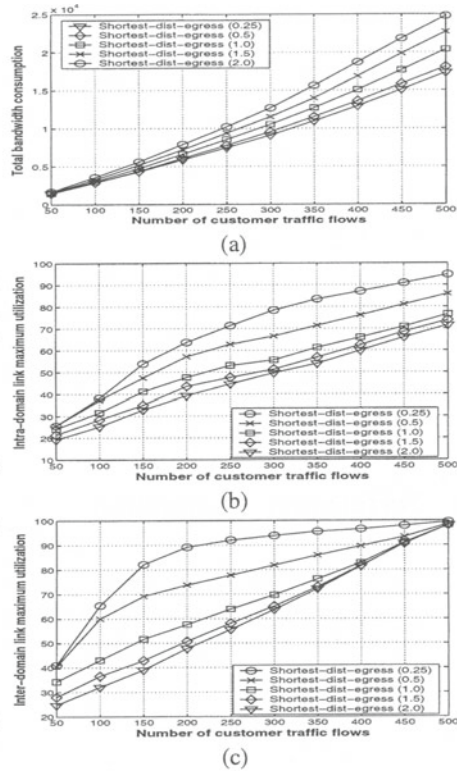 x 10⁴
2.5
2
1.5
1
0.5
0
Total bandwidth consumption
Shortest-dist-egress (0.25)
Shortest-dist-egress (0.5)
Shortest-dist-egress (1.0)
Shortest-dist-egress (1.5)
Shortest-dist-egress (2.0)
50 100 150 200 250 300 350 400 450 500
Number of customer traffic flows
(a)
100
90
80
70
60
50
40
30
20
10
Intra-domain link maximum utilization
Shortest-dist-egress (0.25)
Shortest-dist-egress (0.5)
Shortest-dist-egress (1.0)
Shortest-dist-egress (1.5)
Shortest-dist-egress (2.0)
50 100 150 200 250 300 350 400 450 500
Number of customer traffic flows
(b)
100
90
80
70
60
50
40
30
20
Inter-domain link maximum utilization
Shortest-dist-egress (0.25)
Shortest-dist-egress (0.5)
Shortest-dist-egress (1.0)
Shortest-dist-egress (1.5)
Shortest-dist-egress (2.0)
50 100 150 200 250 300 350 400 450 500
Number of customer traffic flows
(c)